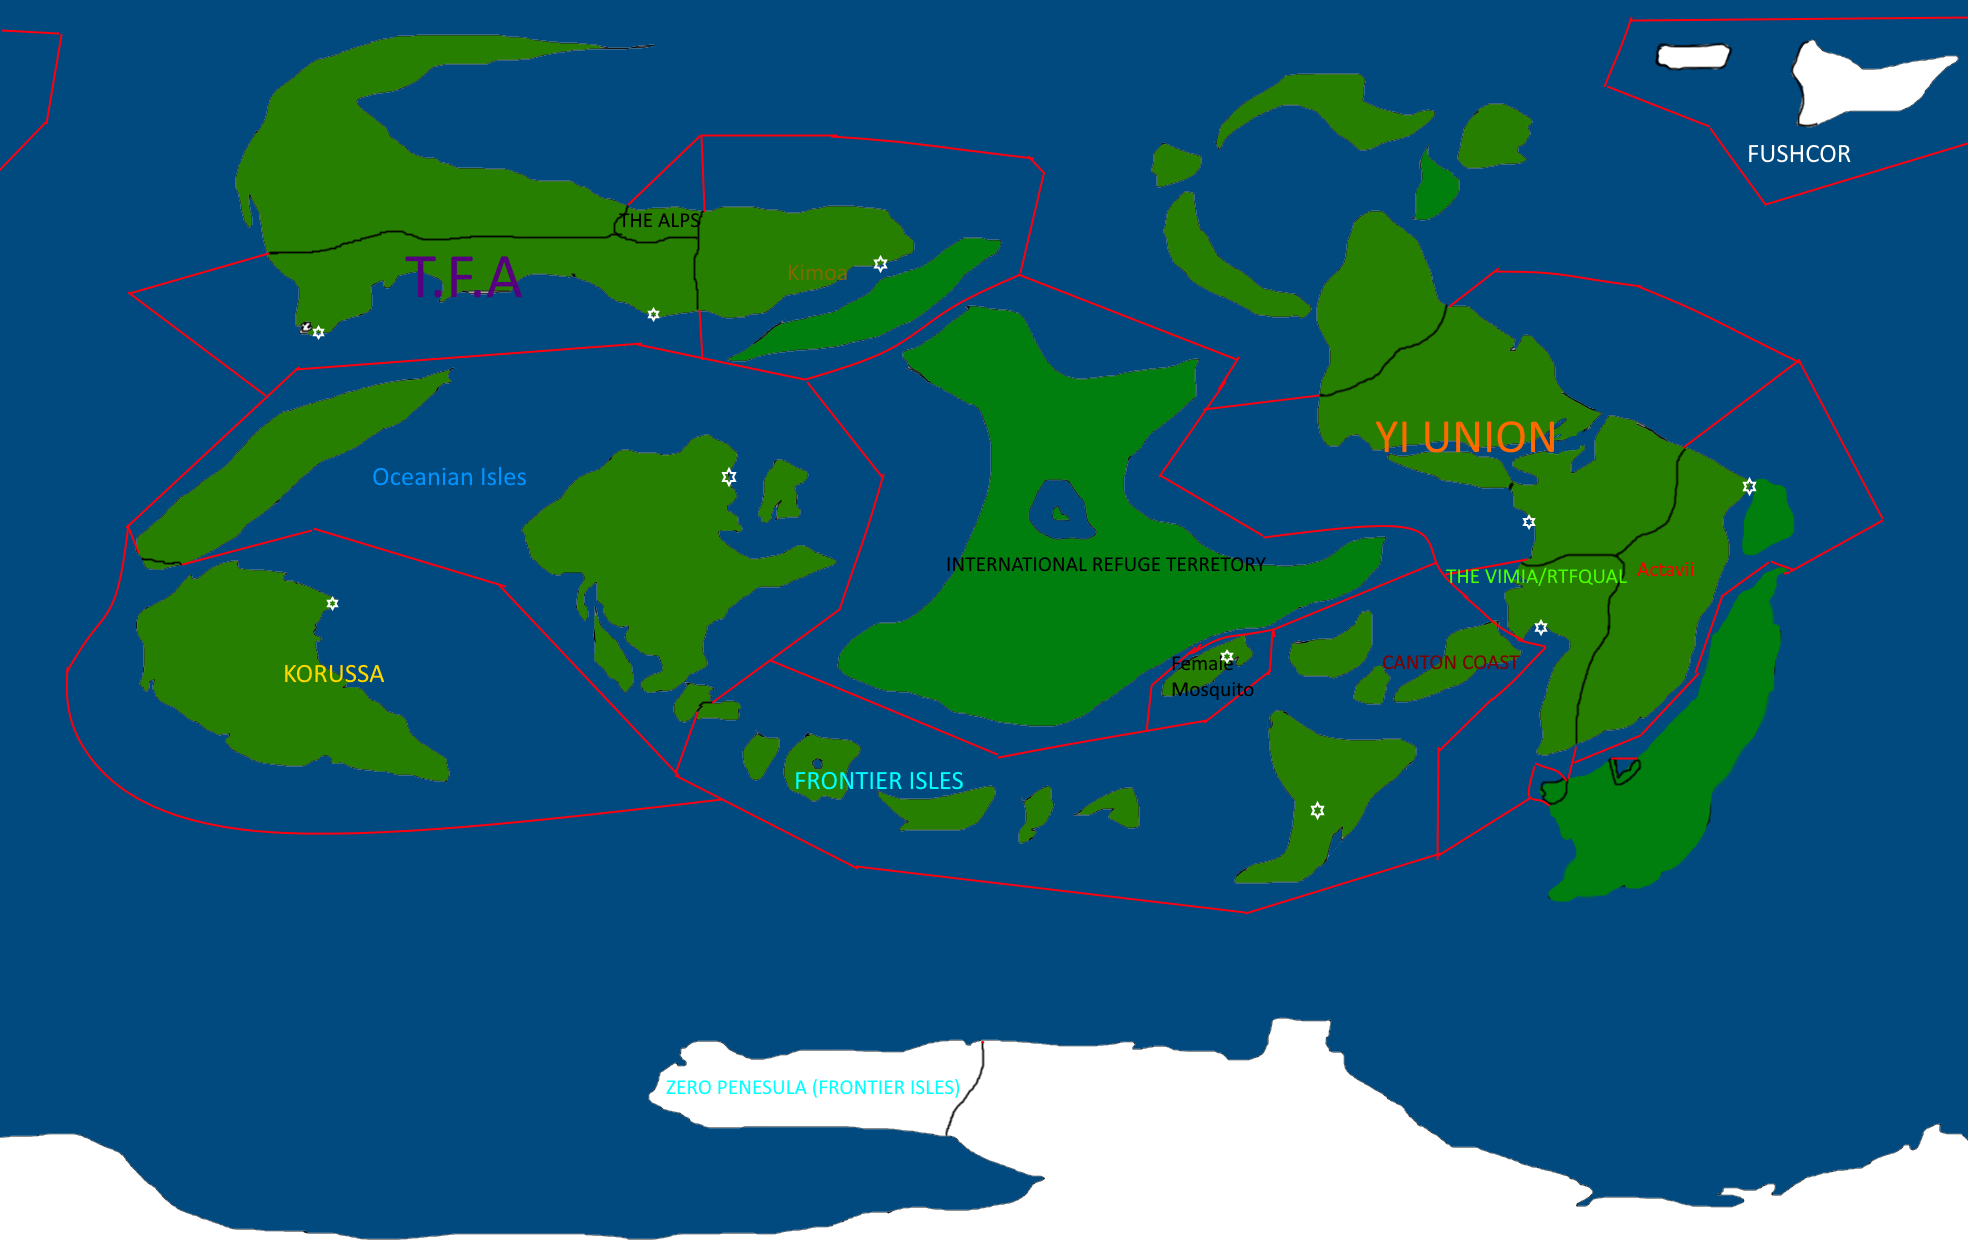 FUSHCOR
THE ALPS
T.F.A
Kimoa
YI UNION
Oceanian Isles
INTERNATIONAL REFUGE TERRETORY
THE VIMIA/RTFQUAL
Actavii
KORUSSA
Female
Mosquito
CANTON COAST
FRONTIER ISLES
ZERO PENESULA (FRONTIER ISLES)